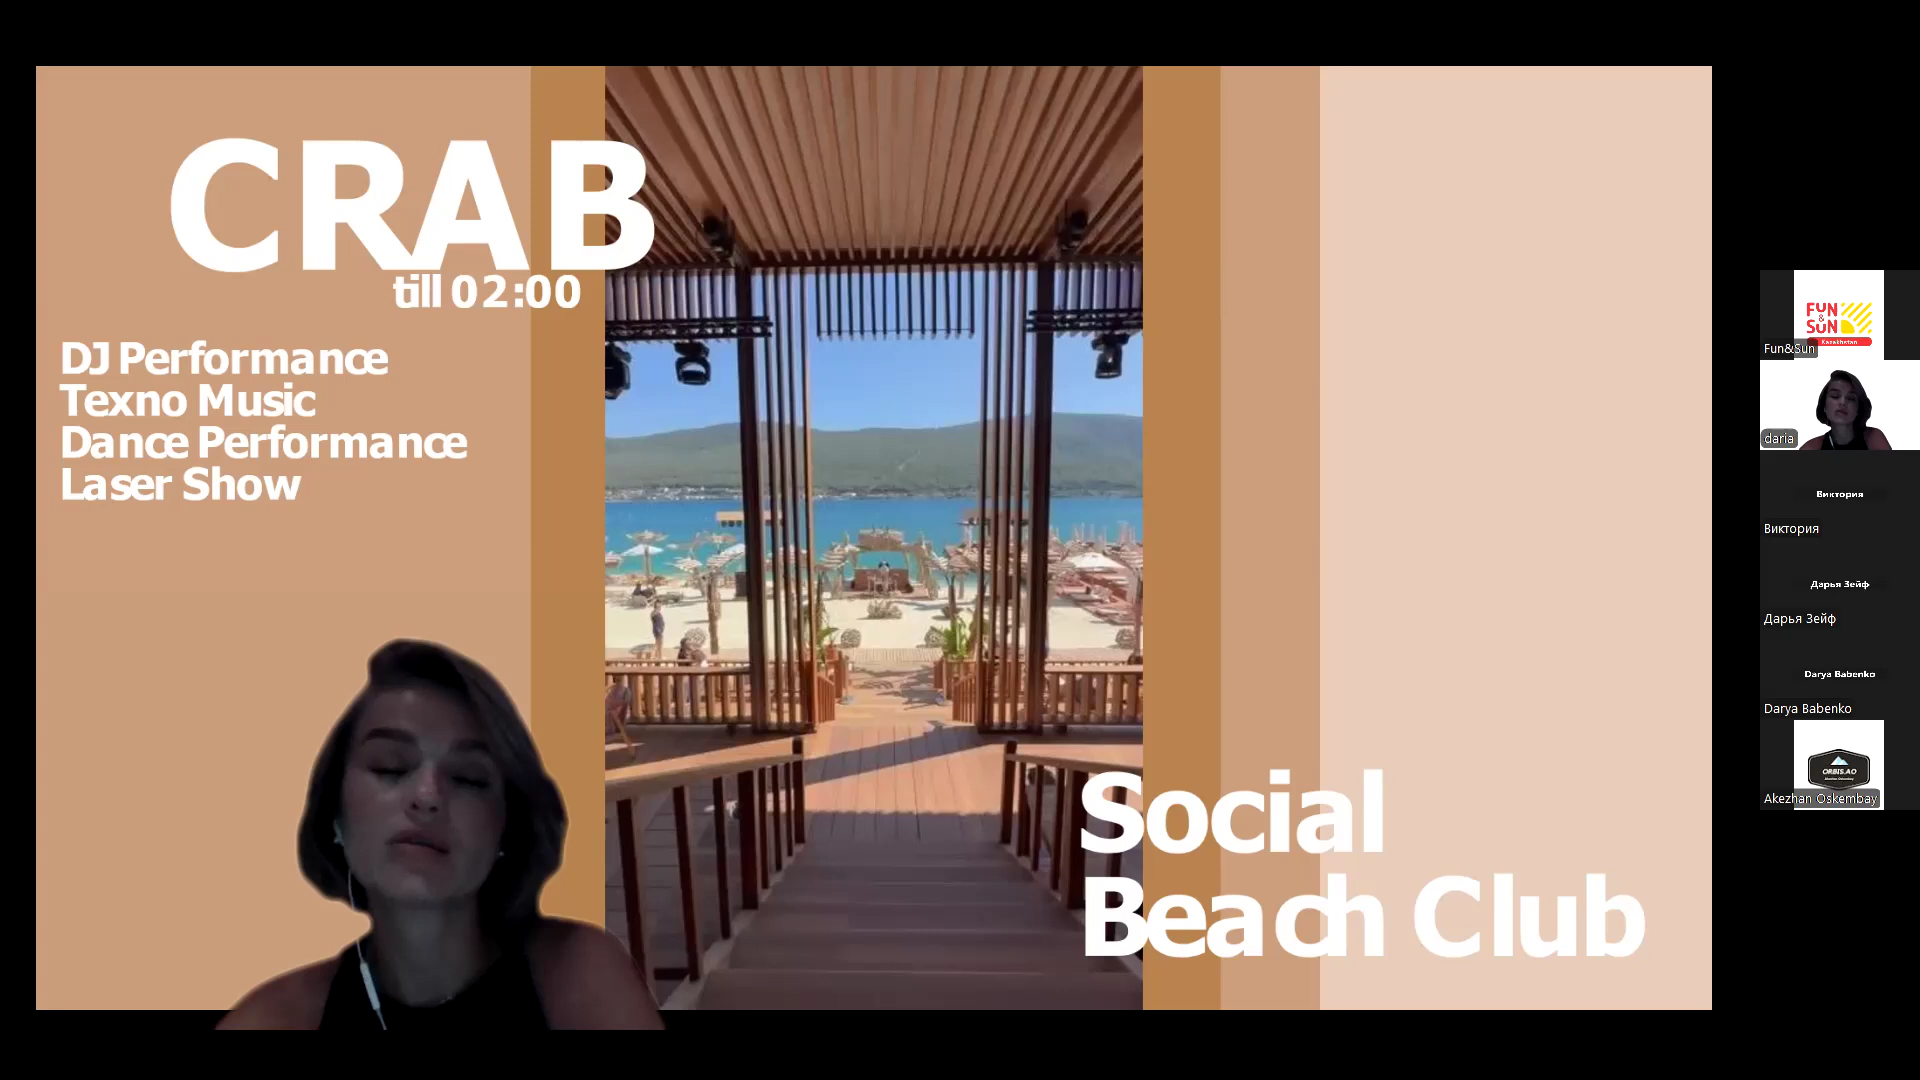 CRAB
till 02:00
DJ Performance
Texno Music
Dance Performance
Laser Show
Social
Beach Club
FUN
&
SUN
Kazakhstan
Fun&Sun
daria
Виктория
Виктория
Дарья Зейф
Дарья Зейф
Darya Babenko
Darya Babenko
ORBIS.AO
Akezhan Oskembay